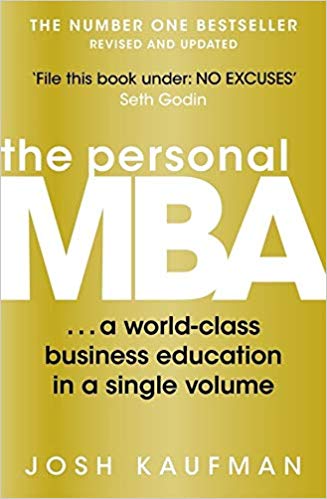 THE NUMBER ONE BESTSELLER
REVISED AND UPDATED
‘File this book under: NO EXCUSES’
Seth Godin
the personal
MBA
...a world-class
business education
in a single volume
JOSH KAUFMAN